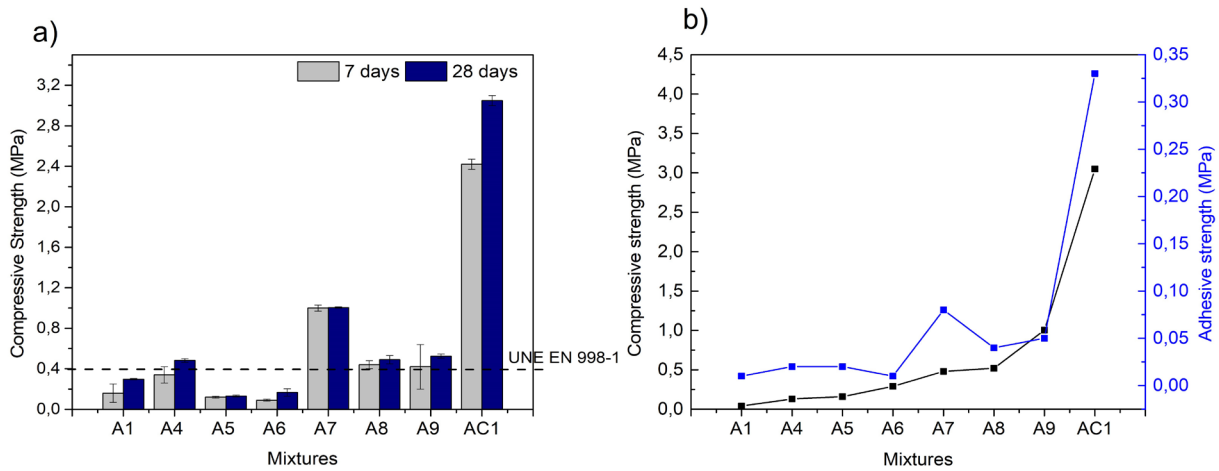 a)
7 days
28 days
Compressive Strength (MPa)
3,2
2,8
2,4
2,0
1,6
1,2
0,8
0,4
0,0
UNE EN 998-1
A1 A4 A5 A6 A7 A8 A9 AC1
Mixtures
b)
Compressive strength (MPa)
4,5
4,0
3,5
3,0
2,5
2,0
1,5
1,0
0,5
0,0
0,35
0,30
0,25
0,20
0,15
0,10
0,05
0,00
Adhesive strength (MPa)
A1 A4 A5 A6 A7 A8 A9 AC1
Mixtures